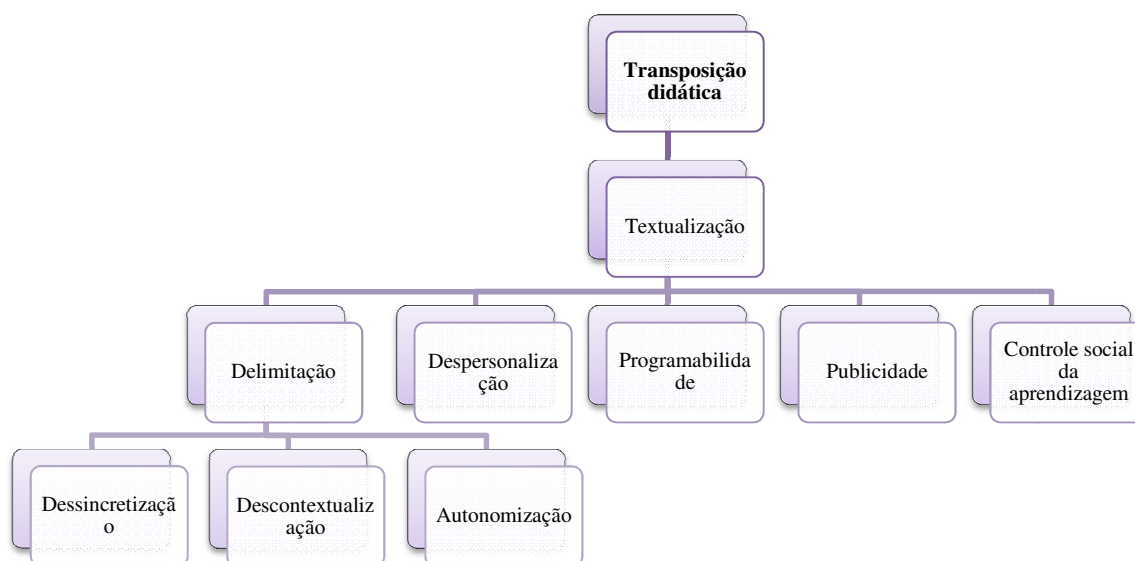 Transposição
didática
Textualização
Delimitação
Despersonaliza
ção
Programabilida
de
Publicidade
Controle social
da
aprendizagem
Dessincretizaçã
o
Descontextualiz
ação
Autonomização